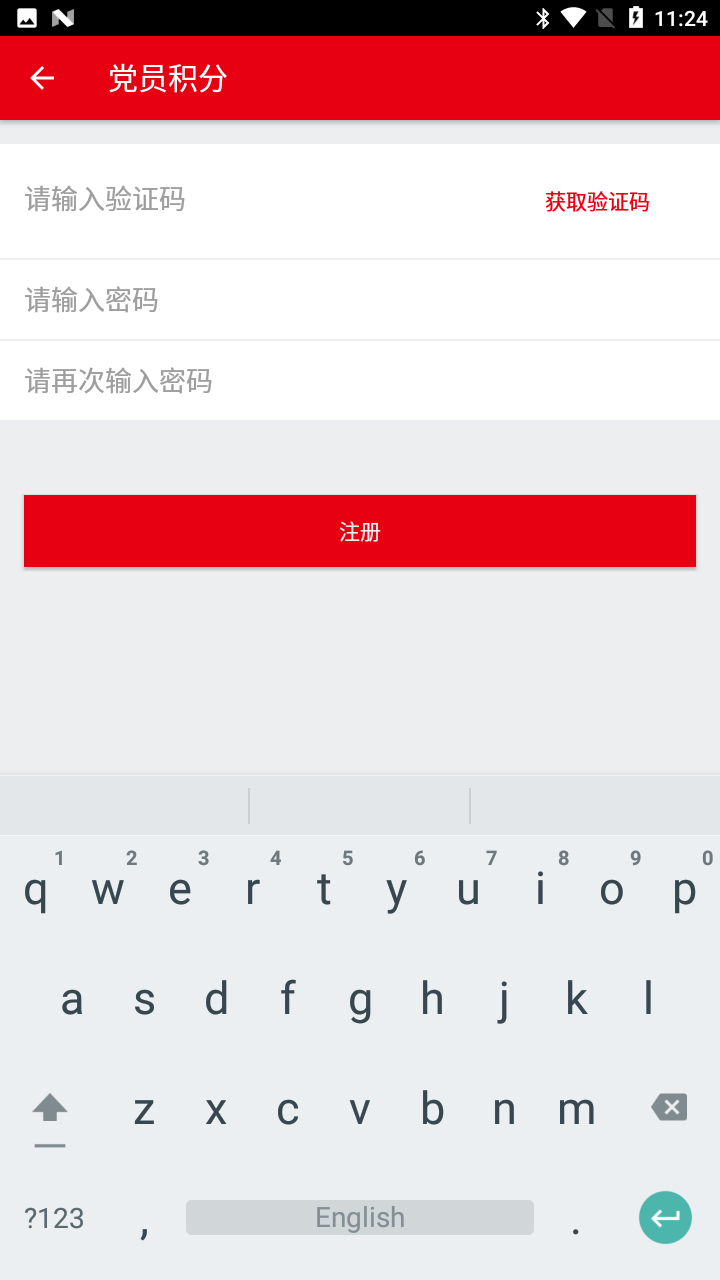 11:24
党员积分
请输入验证码 获取验证码
请输入密码
请再次输入密码
注册
1 2 3 4 5 6 7 8 9 0
q w e r t y u i o p
a s d f g h j k l
z x c v b n m
?123 , English .